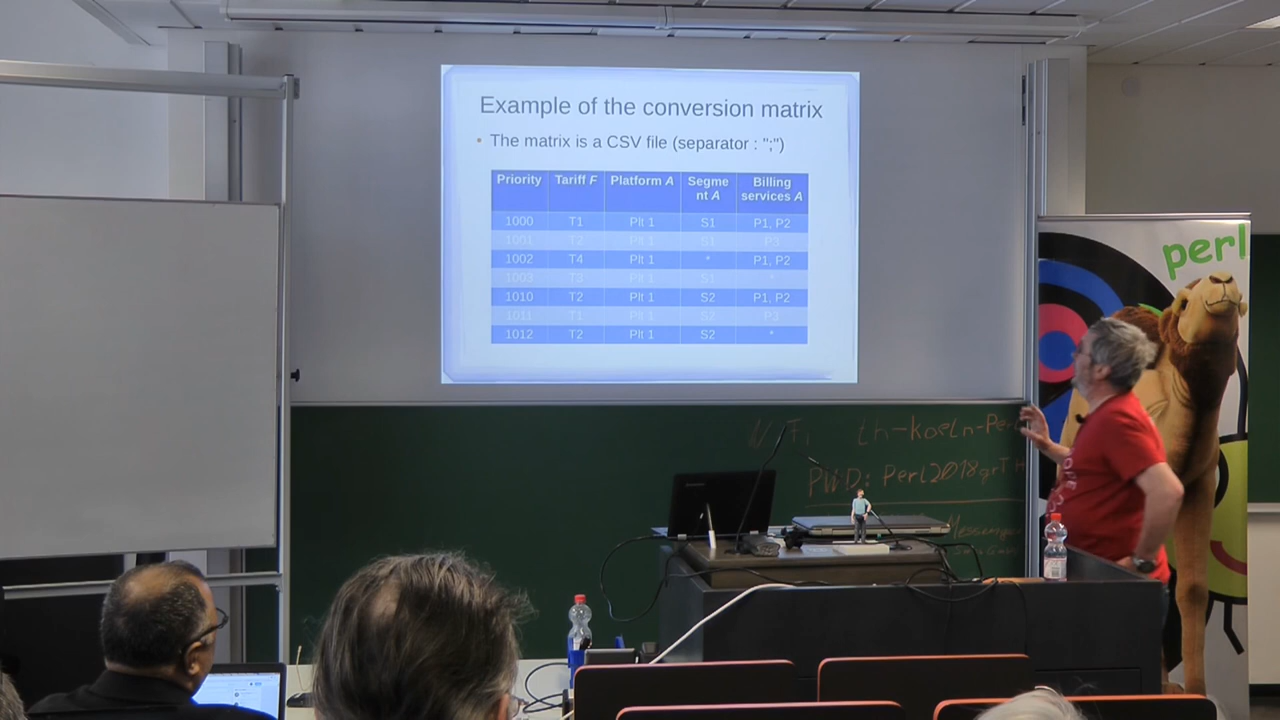 Example of the conversion matrix
• The matrix is a CSV file (separator : ";")
Priority Tariff F Platform A Segme nt A Billing services A
1000 T1 Plt 1 S1 P1, P2
1001 T2 Plt 1 S1 P3
1002 T4 Plt 1 * P1, P2
1003 T3 Plt 1 S1 *
1010 T2 Plt 1 S2 P1, P2
1011 T1 Plt 1 S2 P3
1012 T2 Plt 1 S2 *
perl
th-koeln-Per
PWD: Perl2018grTH